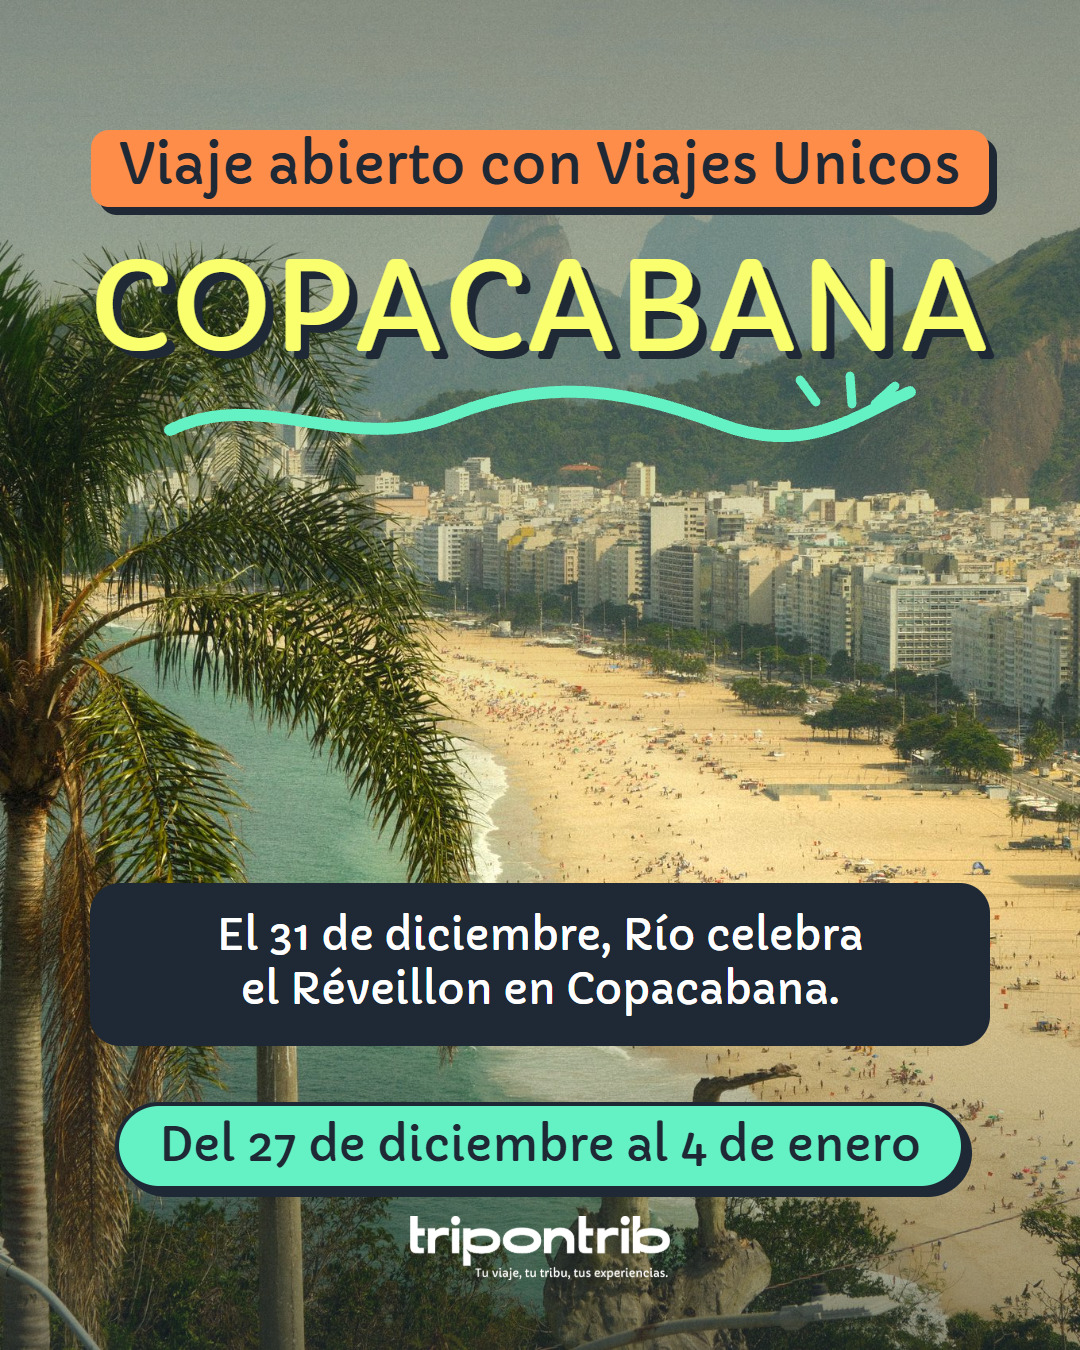 Viaje abierto con Viajes Unicos
COPACABANA
El 31 de diciembre, Río celebra
el Réveillon en Copacabana.
Del 27 de diciembre al 4 de enero
tripontrib
Tu viaje, tu tribu, tus experiencias.